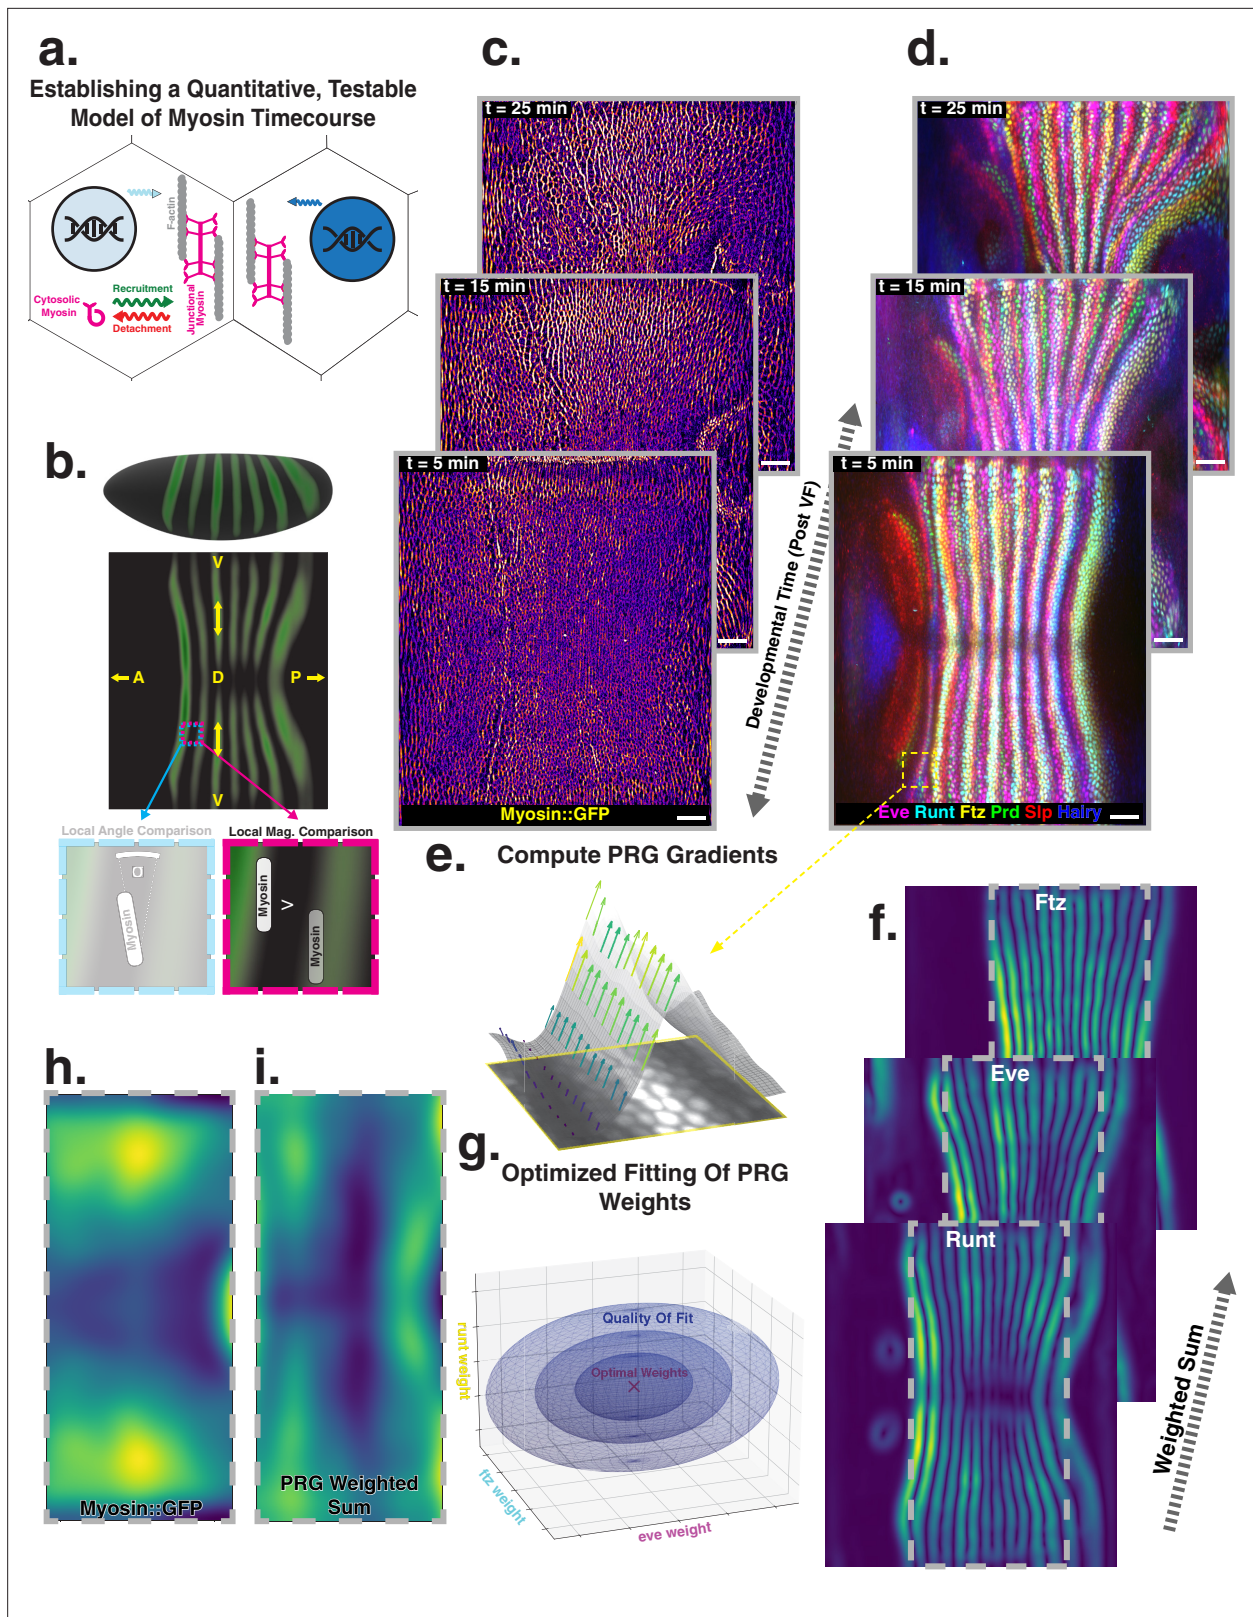 a.
Establishing a Quantitative, Testable
Model of Myosin Timecourse
F-actin
Junctional
Myosin
Cytosolic
Myosin
Recruitment
Detachment
b.
V
A
D
P
V
Local Angle Comparison
Myosin
Local Mag. Comparison
Myosin
>
Myosin
c.
t = 25 min
t = 15 min
t = 5 min
Myosin::GFP
Developmental Time (Post VF)
d.
t = 25 min
t = 15 min
t = 5 min
Eve Runt Ftz Prd Slp Hairy
e.
Compute PRG Gradients
f.
Ftz
Eve
Runt
Weighted Sum
g.
Optimized Fitting Of PRG
Weights
Quality Of Fit
Optimal Weights
runt weight
ftz weight
eve weight
h.
Myosin::GFP
i.
PRG Weighted
Sum